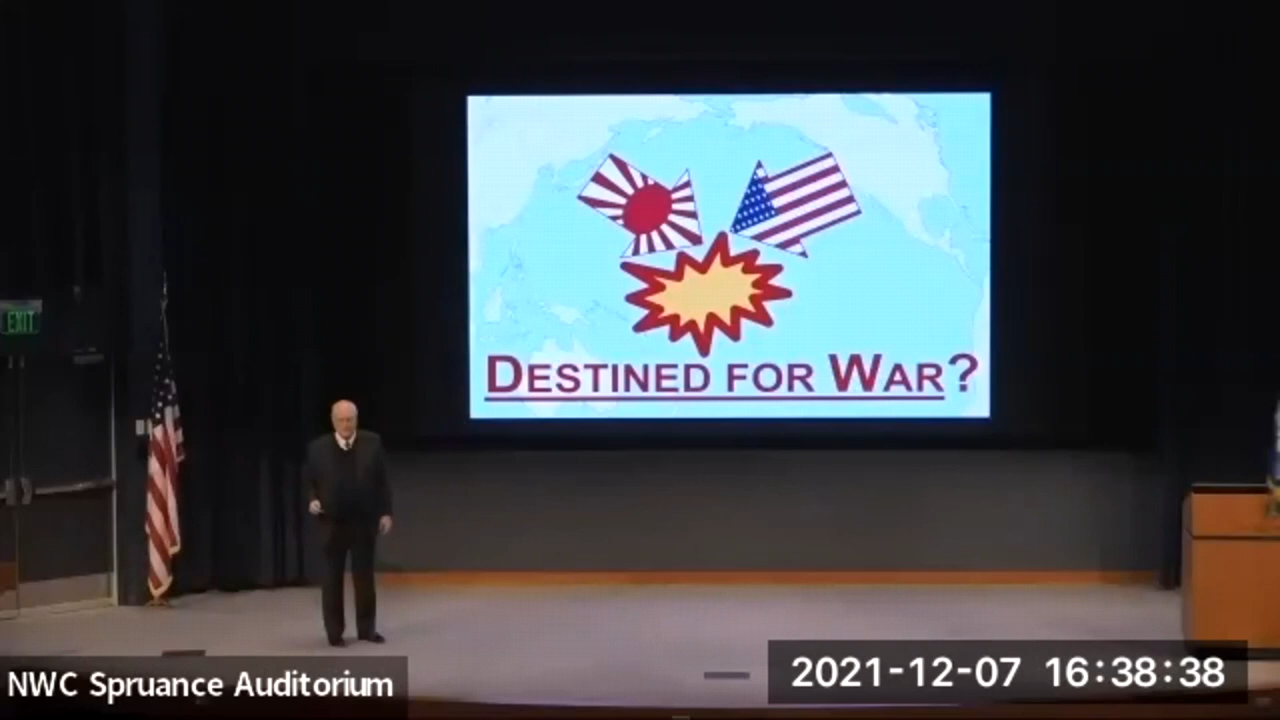 EXIT
DESTINED FOR WAR?
NWC Spruance Auditorium
2021-12-07 16:38:38